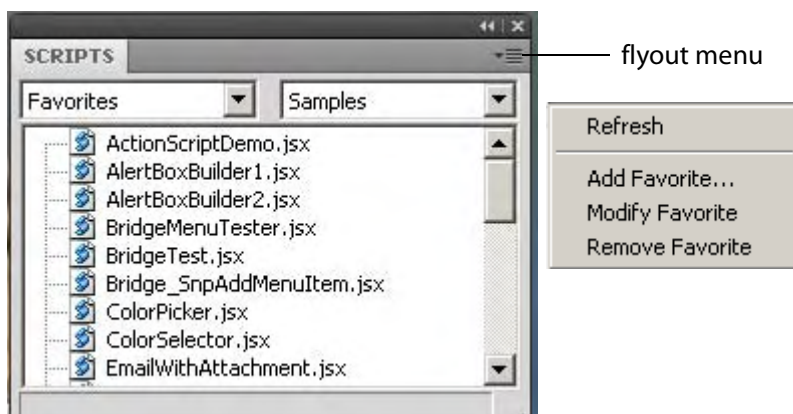 SCRIPTS
flyout menu
Favorites
Samples
ActionScriptDemo.jsx
AlertBoxBuilder1.jsx
AlertBoxBuilder2.jsx
BridgeMenuTester.jsx
BridgeTest.jsx
Bridge_SnpAddMenuItem.jsx
ColorPicker.jsx
ColorSelector.jsx
EmailWithAttachment.jsx
Refresh
Add Favorite...
Modify Favorite
Remove Favorite